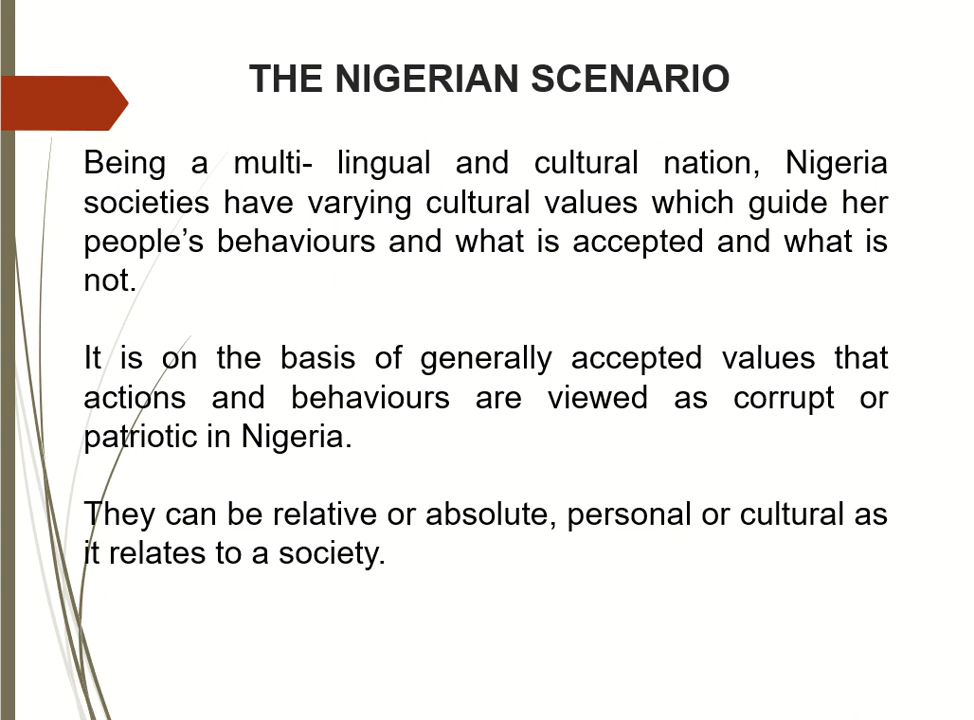 THE NIGERIAN SCENARIO
Being a multi- lingual and cultural nation, Nigeria
societies have varying cultural values which guide her
people’s behaviours and what is accepted and what is
not.
It is on the basis of generally accepted values that
actions and behaviours are viewed as corrupt or
patriotic in Nigeria.
They can be relative or absolute, personal or cultural as
it relates to a society.